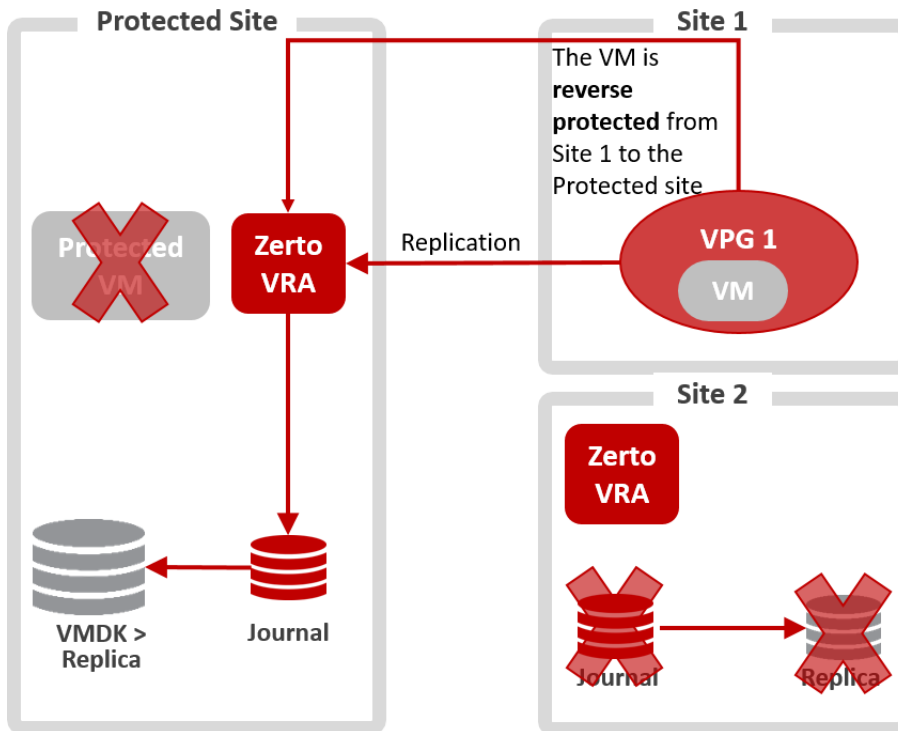 Protected Site
Site 1
The VM is
reverse
protected from
Site 1 to the
Protected site
Protected
VM
Zerto
VRA
Replication
VPG 1
VM
VMDK >
Replica
Journal
Site 2
Zerto
VRA
Journal
Replica